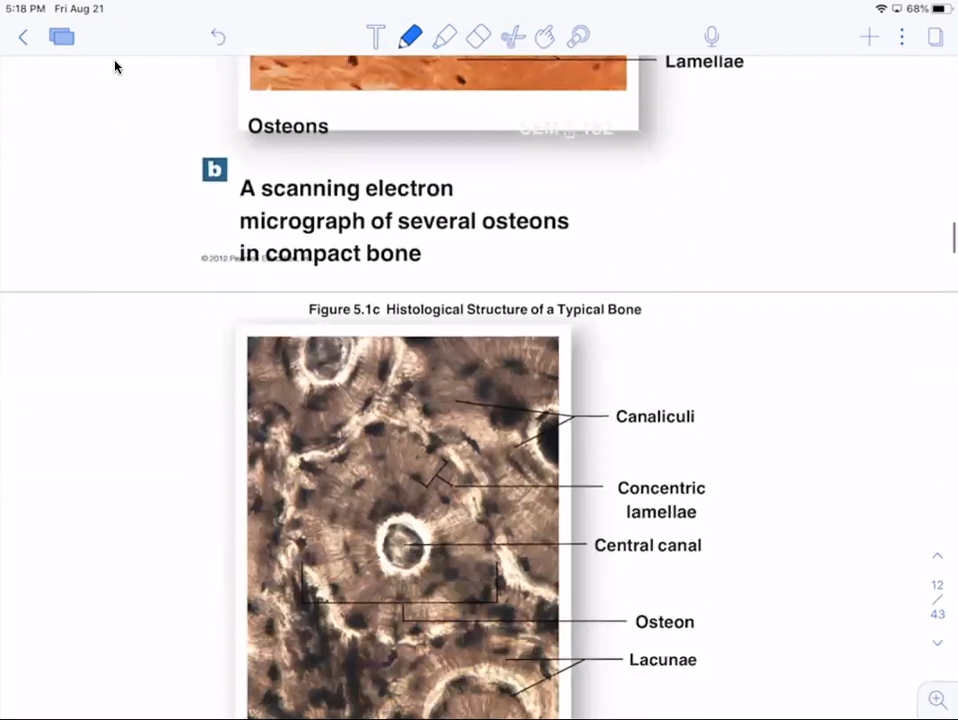 5:18 PM Fri Aug 21
68%
Lamellae
Osteons
b
A scanning electron
micrograph of several osteons
in compact bone
Figure 5.1c Histological Structure of a Typical Bone
Canaliculi
Concentric
lamellae
Central canal
12
/
43
Osteon
Lacunae